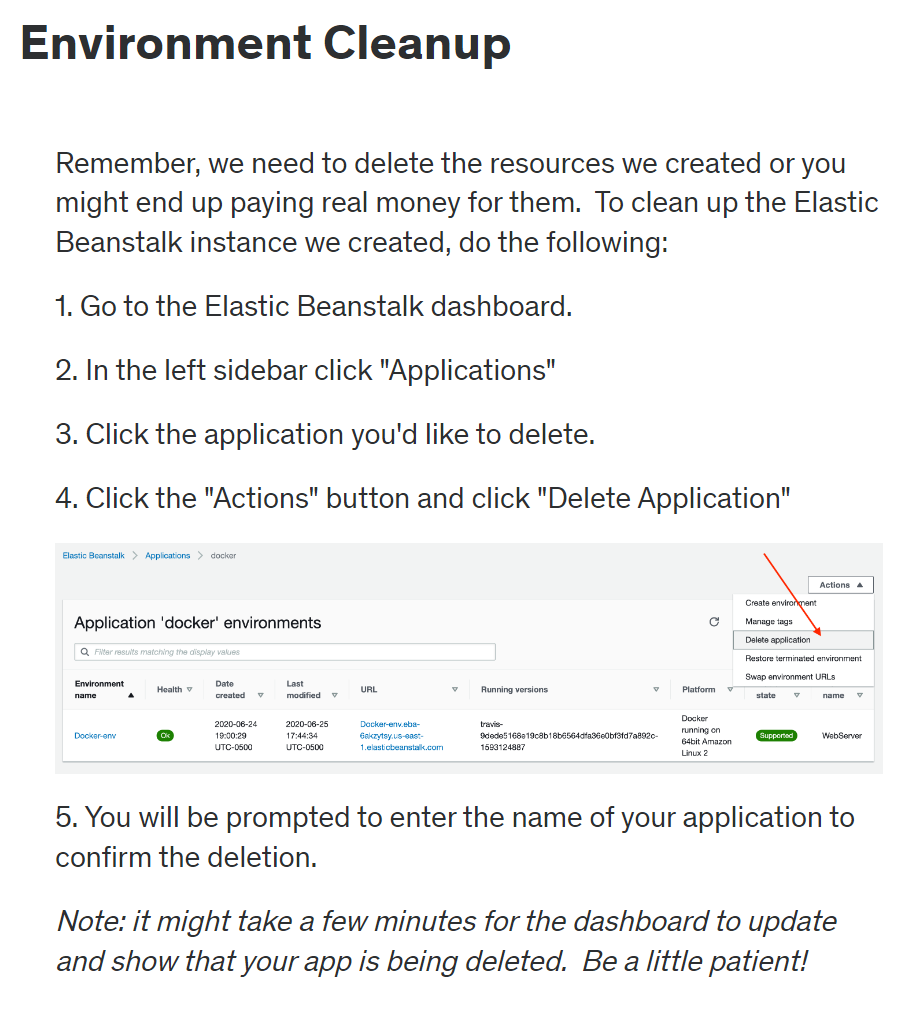 Environment Cleanup
Remember, we need to delete the resources we created or you
might end up paying real money for them.  To clean up the Elastic
Beanstalk instance we created, do the following:
1. Go to the Elastic Beanstalk dashboard.
2. In the left sidebar click "Applications"
3. Click the application you'd like to delete.
4. Click the "Actions" button and click "Delete Application"
Elastic Beanstalk > Applications > docker
Actions
Create environment
Manage tags
Delete application
Restore terminated environment
Swap environment URLs
Application 'docker' environments
Filter results matching the display values
Environment name
Health
Date created
Last modified
URL
Running versions
Platform
state
name
Docker-env
Ok
2020-06-24
19:00:29
UTC-0500
2020-06-25
17:44:34
UTC-0500
Docker-env.eba-
6akzytsy.us-east-
1.elasticbeanstalk.com
travis-
9dede5168e19c8b18b6564dfa36e0bf3fd7a892c-
1593124887
Docker
running on
64bit Amazon
Linux 2
Supported
WebServer
5. You will be prompted to enter the name of your application to
confirm the deletion.
Note: it might take a few minutes for the dashboard to update
and show that your app is being deleted.  Be a little patient!